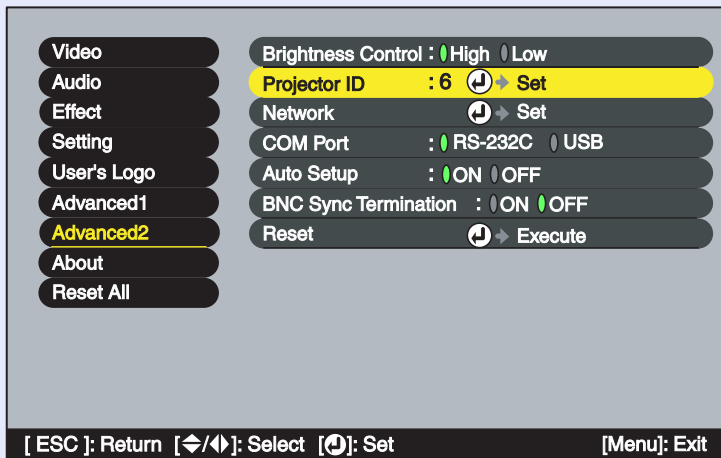 Video
Audio
Effect
Setting
User's Logo
Advanced1
Advanced2
About
Reset All
Brightness Control : High Low
Projector ID : 6 Set
Network Set
COM Port : RS-232C USB
Auto Setup : ON OFF
BNC Sync Termination : ON OFF
Reset Execute
[ ESC ]: Return [/]: Select []: Set [Menu]: Exit